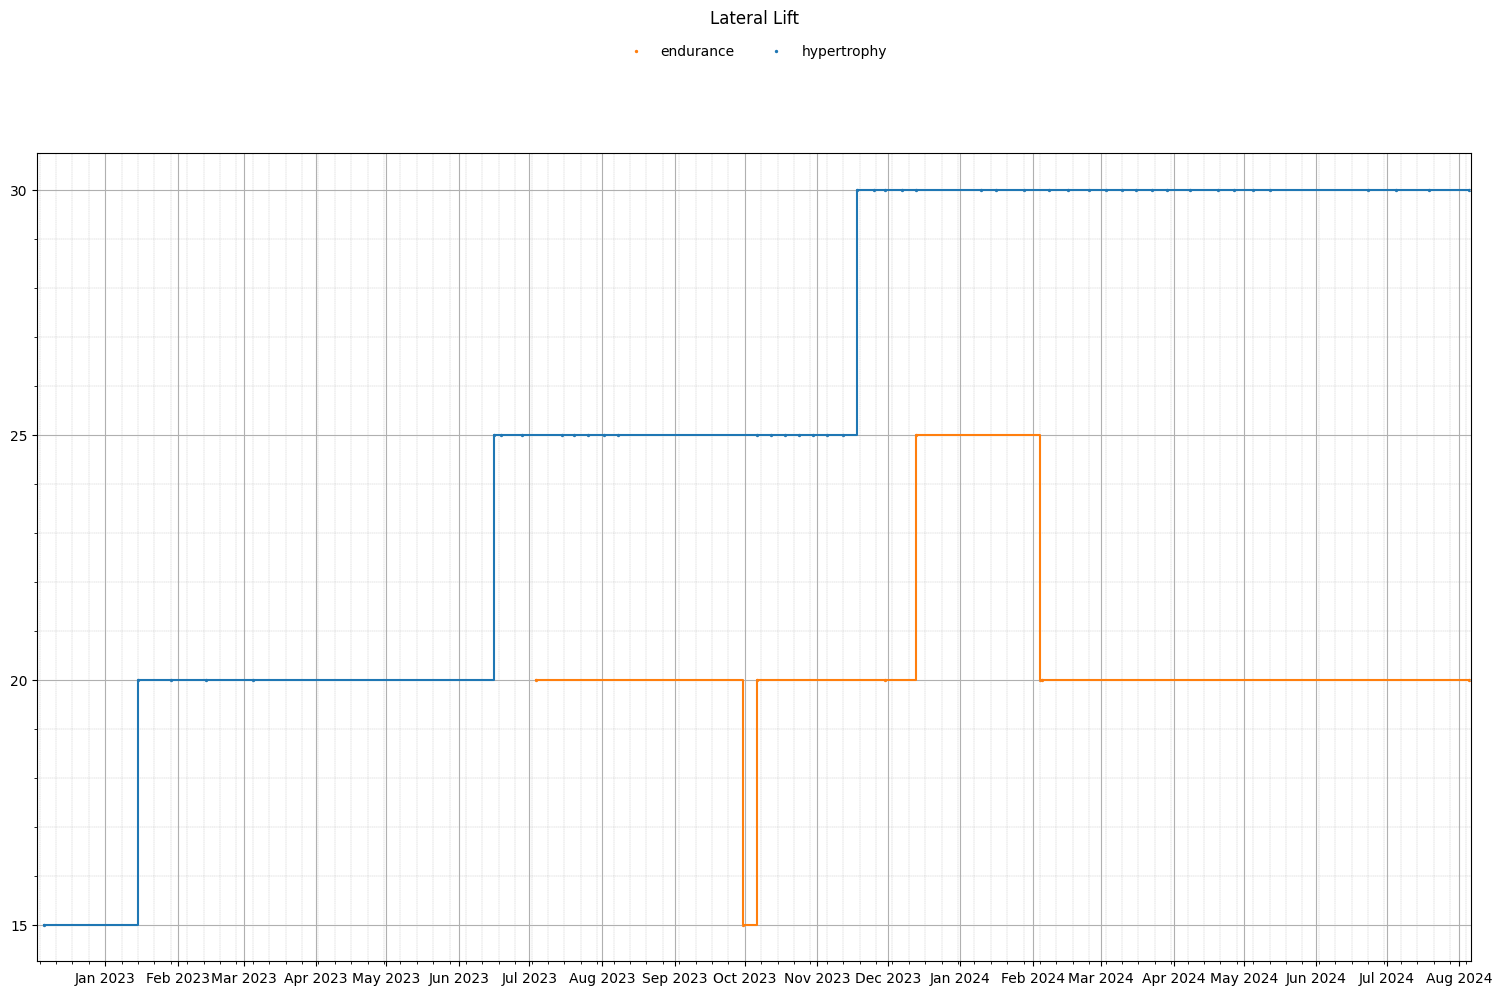 Lateral Lift
endurance hypertrophy
30
25
20
15
Jan 2023 Feb 2023 Mar 2023 Apr 2023 May 2023 Jun 2023 Jul 2023 Aug 2023 Sep 2023 Oct 2023 Nov 2023 Dec 2023 Jan 2024 Feb 2024 Mar 2024 Apr 2024 May 2024 Jun 2024 Jul 2024 Aug 2024